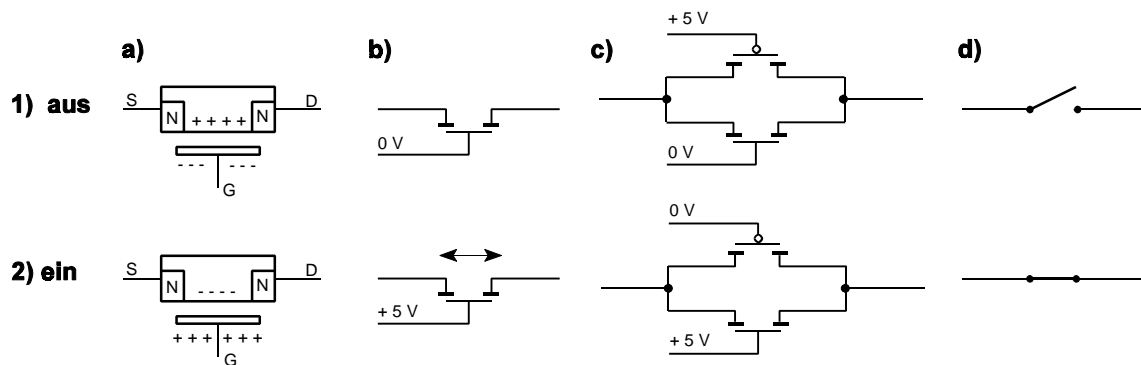 a) b) c) d)
+ 5 V
1) aus
S N + + + + N D
- - - - - -
G
0 V
0 V
0 V
2) ein
S N - - - - N D
+ + + + + +
G
+ 5 V
+ 5 V